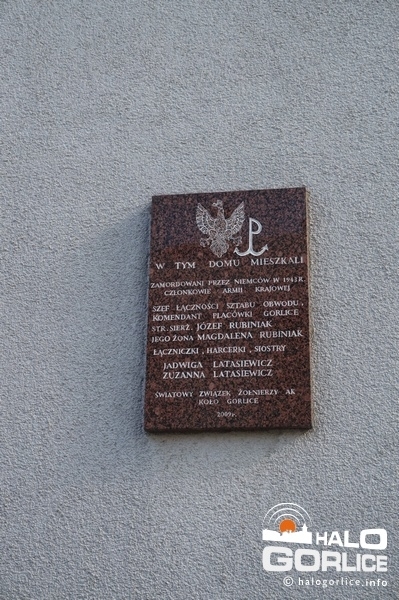 W TYM DOMU MIESZKALI
ZAMORDOWANI PRZEZ NIEMCÓW W 1943 R.
CZŁONKOWIE ARMII KRAJOWEJ
SZEF ŁĄCZNOŚCI SZTABU OBWODU,
KOMENDANT PLACÓWKI GORLICE
STR. SIERŻ. JÓZEF RUBINIAK
JEGO ŻONA MAGDALENA RUBINIAK
ŁĄCZNICZKI, HARCERKI, SIOSTRY
JADWIGA LATASIEWICZ
ZUZANNA LATASIEWICZ
ŚWIATOWY ZWIĄZEK ŻOŁNIERZY AK
KOŁO GORLICE
2009 r.
HALO
GORLICE
© halogorlice.info